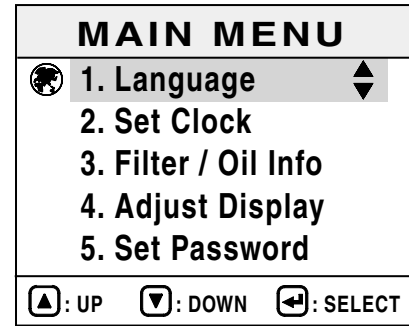 MAIN MENU
1. Language
2. Set Clock
3. Filter / Oil Info
4. Adjust Display
5. Set Password
: UP : DOWN : SELECT